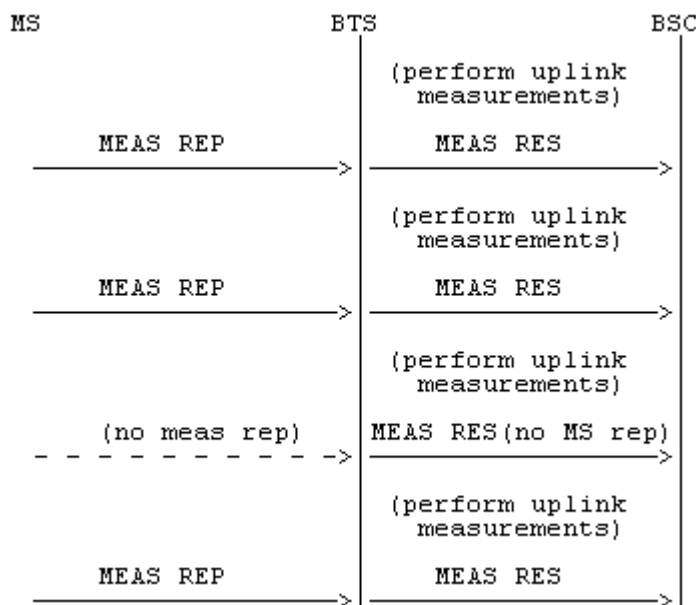 MS BTS BSC
(perform uplink
measurements)
MEAS REP MEAS RES
(perform uplink
measurements)
MEAS REP MEAS RES
(perform uplink
measurements)
(no meas rep) MEAS RES(no MS rep)
(perform uplink
measurements)
MEAS REP MEAS RES